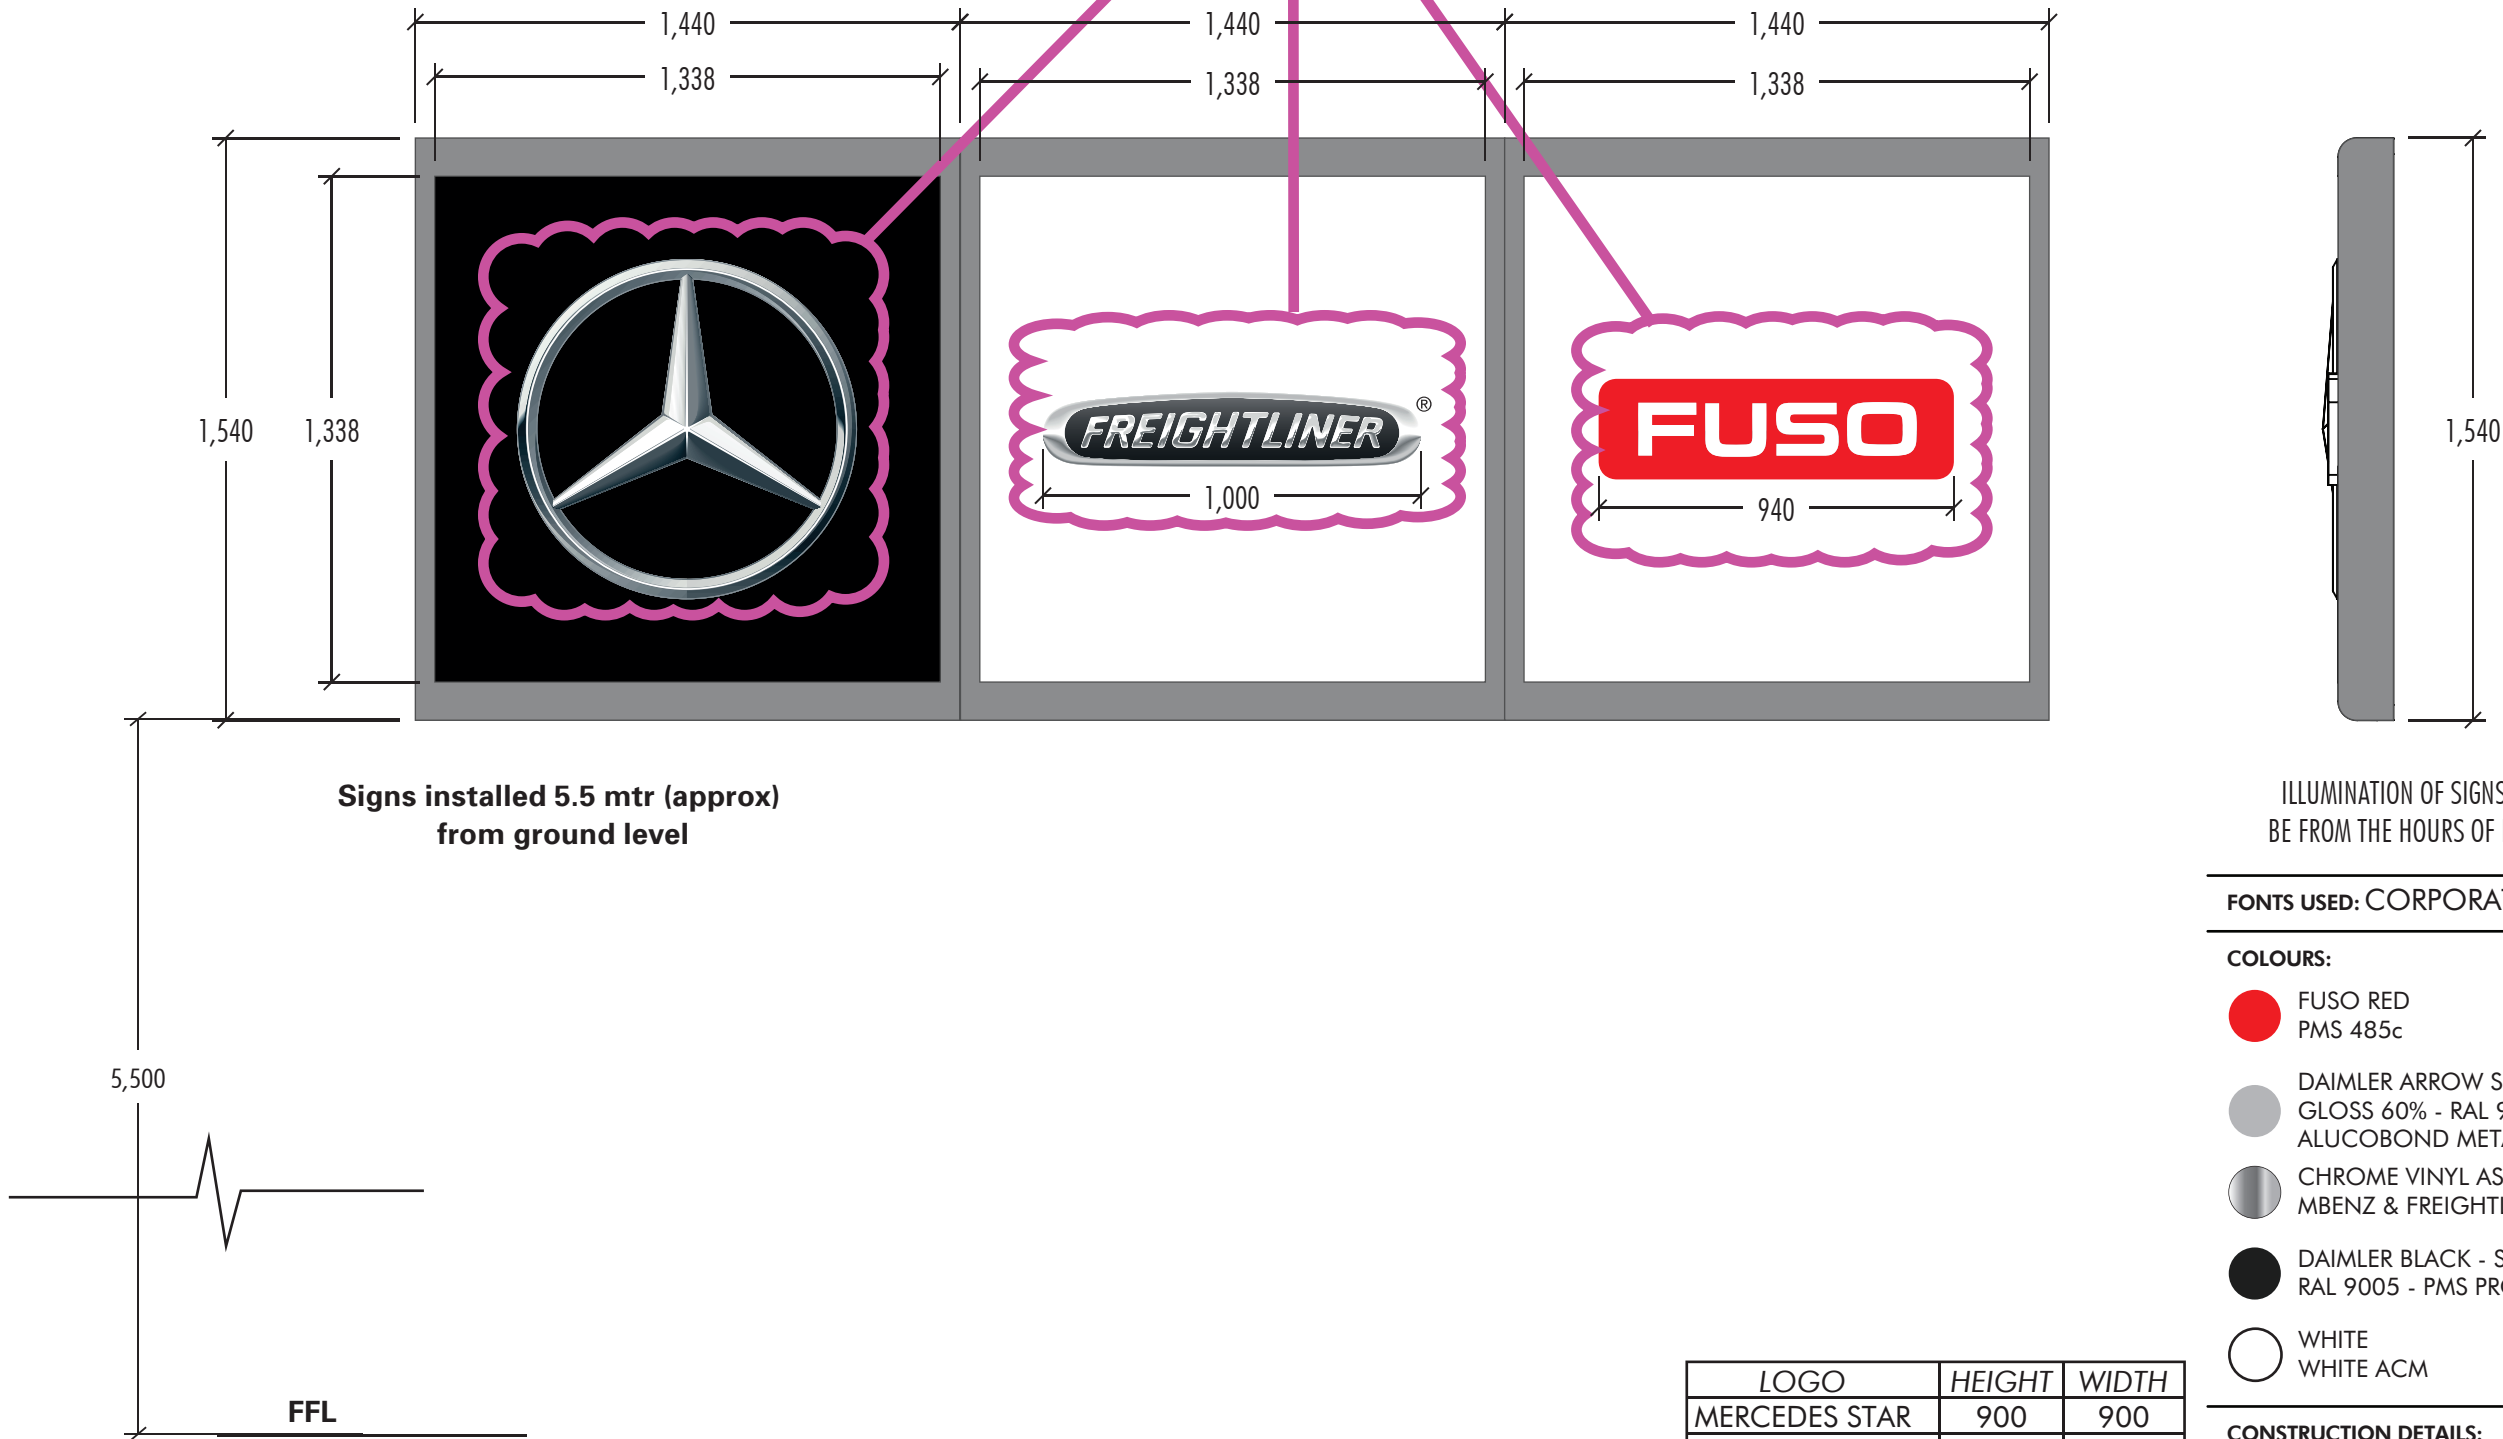 1,440
1,440
1,440
1,338
1,338
1,338
1,540
1,338
FREIGHTLINER
®
1,000
FUSO
940
1,540
Signs installed 5.5 mtr (approx)
from ground level
5,500
FFL
ILLUMINATION OF SIGNS
BE FROM THE HOURS OF
FONTS USED: CORPORA
COLOURS:
FUSO RED
PMS 485c
DAIMLER ARROW S
GLOSS 60% - RAL 9
ALUCOBOND META
CHROME VINYL AS
MBENZ & FREIGHTL
DAIMLER BLACK - S
RAL 9005 - PMS PRO
WHITE
WHITE ACM
LOGO HEIGHT WIDTH
MERCEDES STAR 900 900
CONSTRUCTION DETAILS: